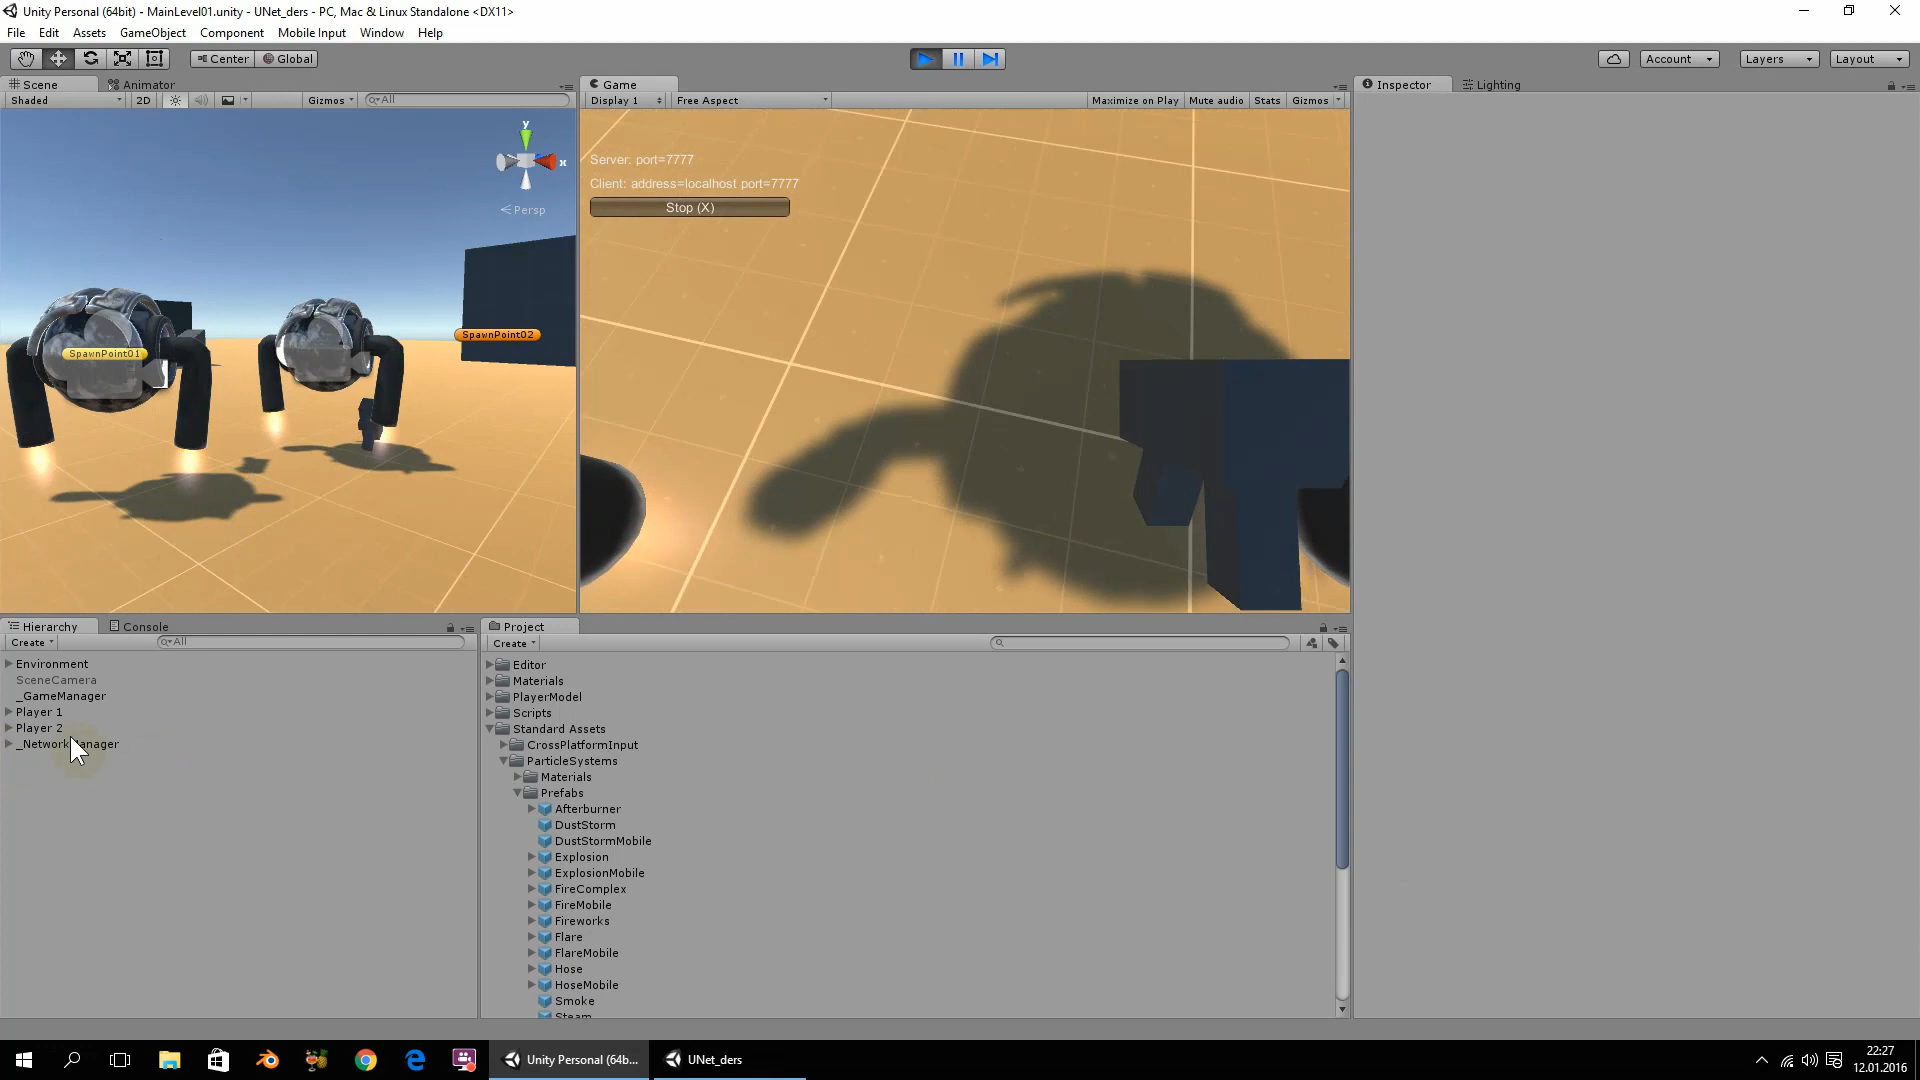 Unity Personal (64bit) - MainLevel01.unity - UNet_ders - PC, Mac & Linux Standalone <DX11>
File Edit Assets GameObject Component Mobile Input Window Help
Center Global Account Layers Layout
Scene Animator
Shaded 2D Gizmos All
y
x
Persp
SpawnPoint01
SpawnPoint02
Game
Display 1 Free Aspect Maximize on Play Mute audio Stats Gizmos
Server: port=7777
Client: address=localhost port=7777
Stop (X)
Inspector Lighting
Hierarchy Console
Create All
Environment
SceneCamera
_GameManager
Player 1
Player 2
_NetworkManager
Project
Create
Editor
Materials
PlayerModel
Scripts
Standard Assets
CrossPlatformInput
ParticleSystems
Materials
Prefabs
Afterburner
DustStorm
DustStormMobile
Explosion
ExplosionMobile
FireComplex
FireMobile
Fireworks
Flare
FlareMobile
Hose
HoseMobile
Smoke
Steam
Unity Personal (64b...
UNet_ders
22:27
12.01.2016